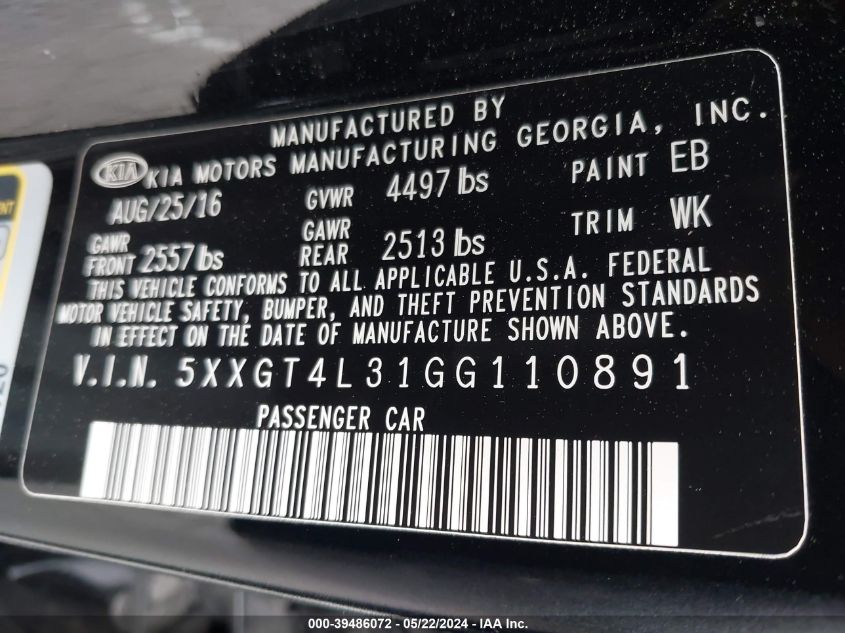 MANUFACTURED BY
KIA KIA MOTORS MANUFACTURING GEORGIA, INC.
AUG/25/16 GVWR 4497 lbs PAINT EB
GAWR FRONT 2557 lbs GAWR REAR 2513 lbs TRIM WK
THIS VEHICLE CONFORMS TO ALL APPLICABLE U.S.A. FEDERAL
MOTOR VEHICLE SAFETY, BUMPER, AND THEFT PREVENTION STANDARDS
IN EFFECT ON THE DATE OF MANUFACTURE SHOWN ABOVE.
V.I.N. 5XXGT4L31GG110891
PASSENGER CAR
000-39486072 / 05/22/2024 - IAA Inc.